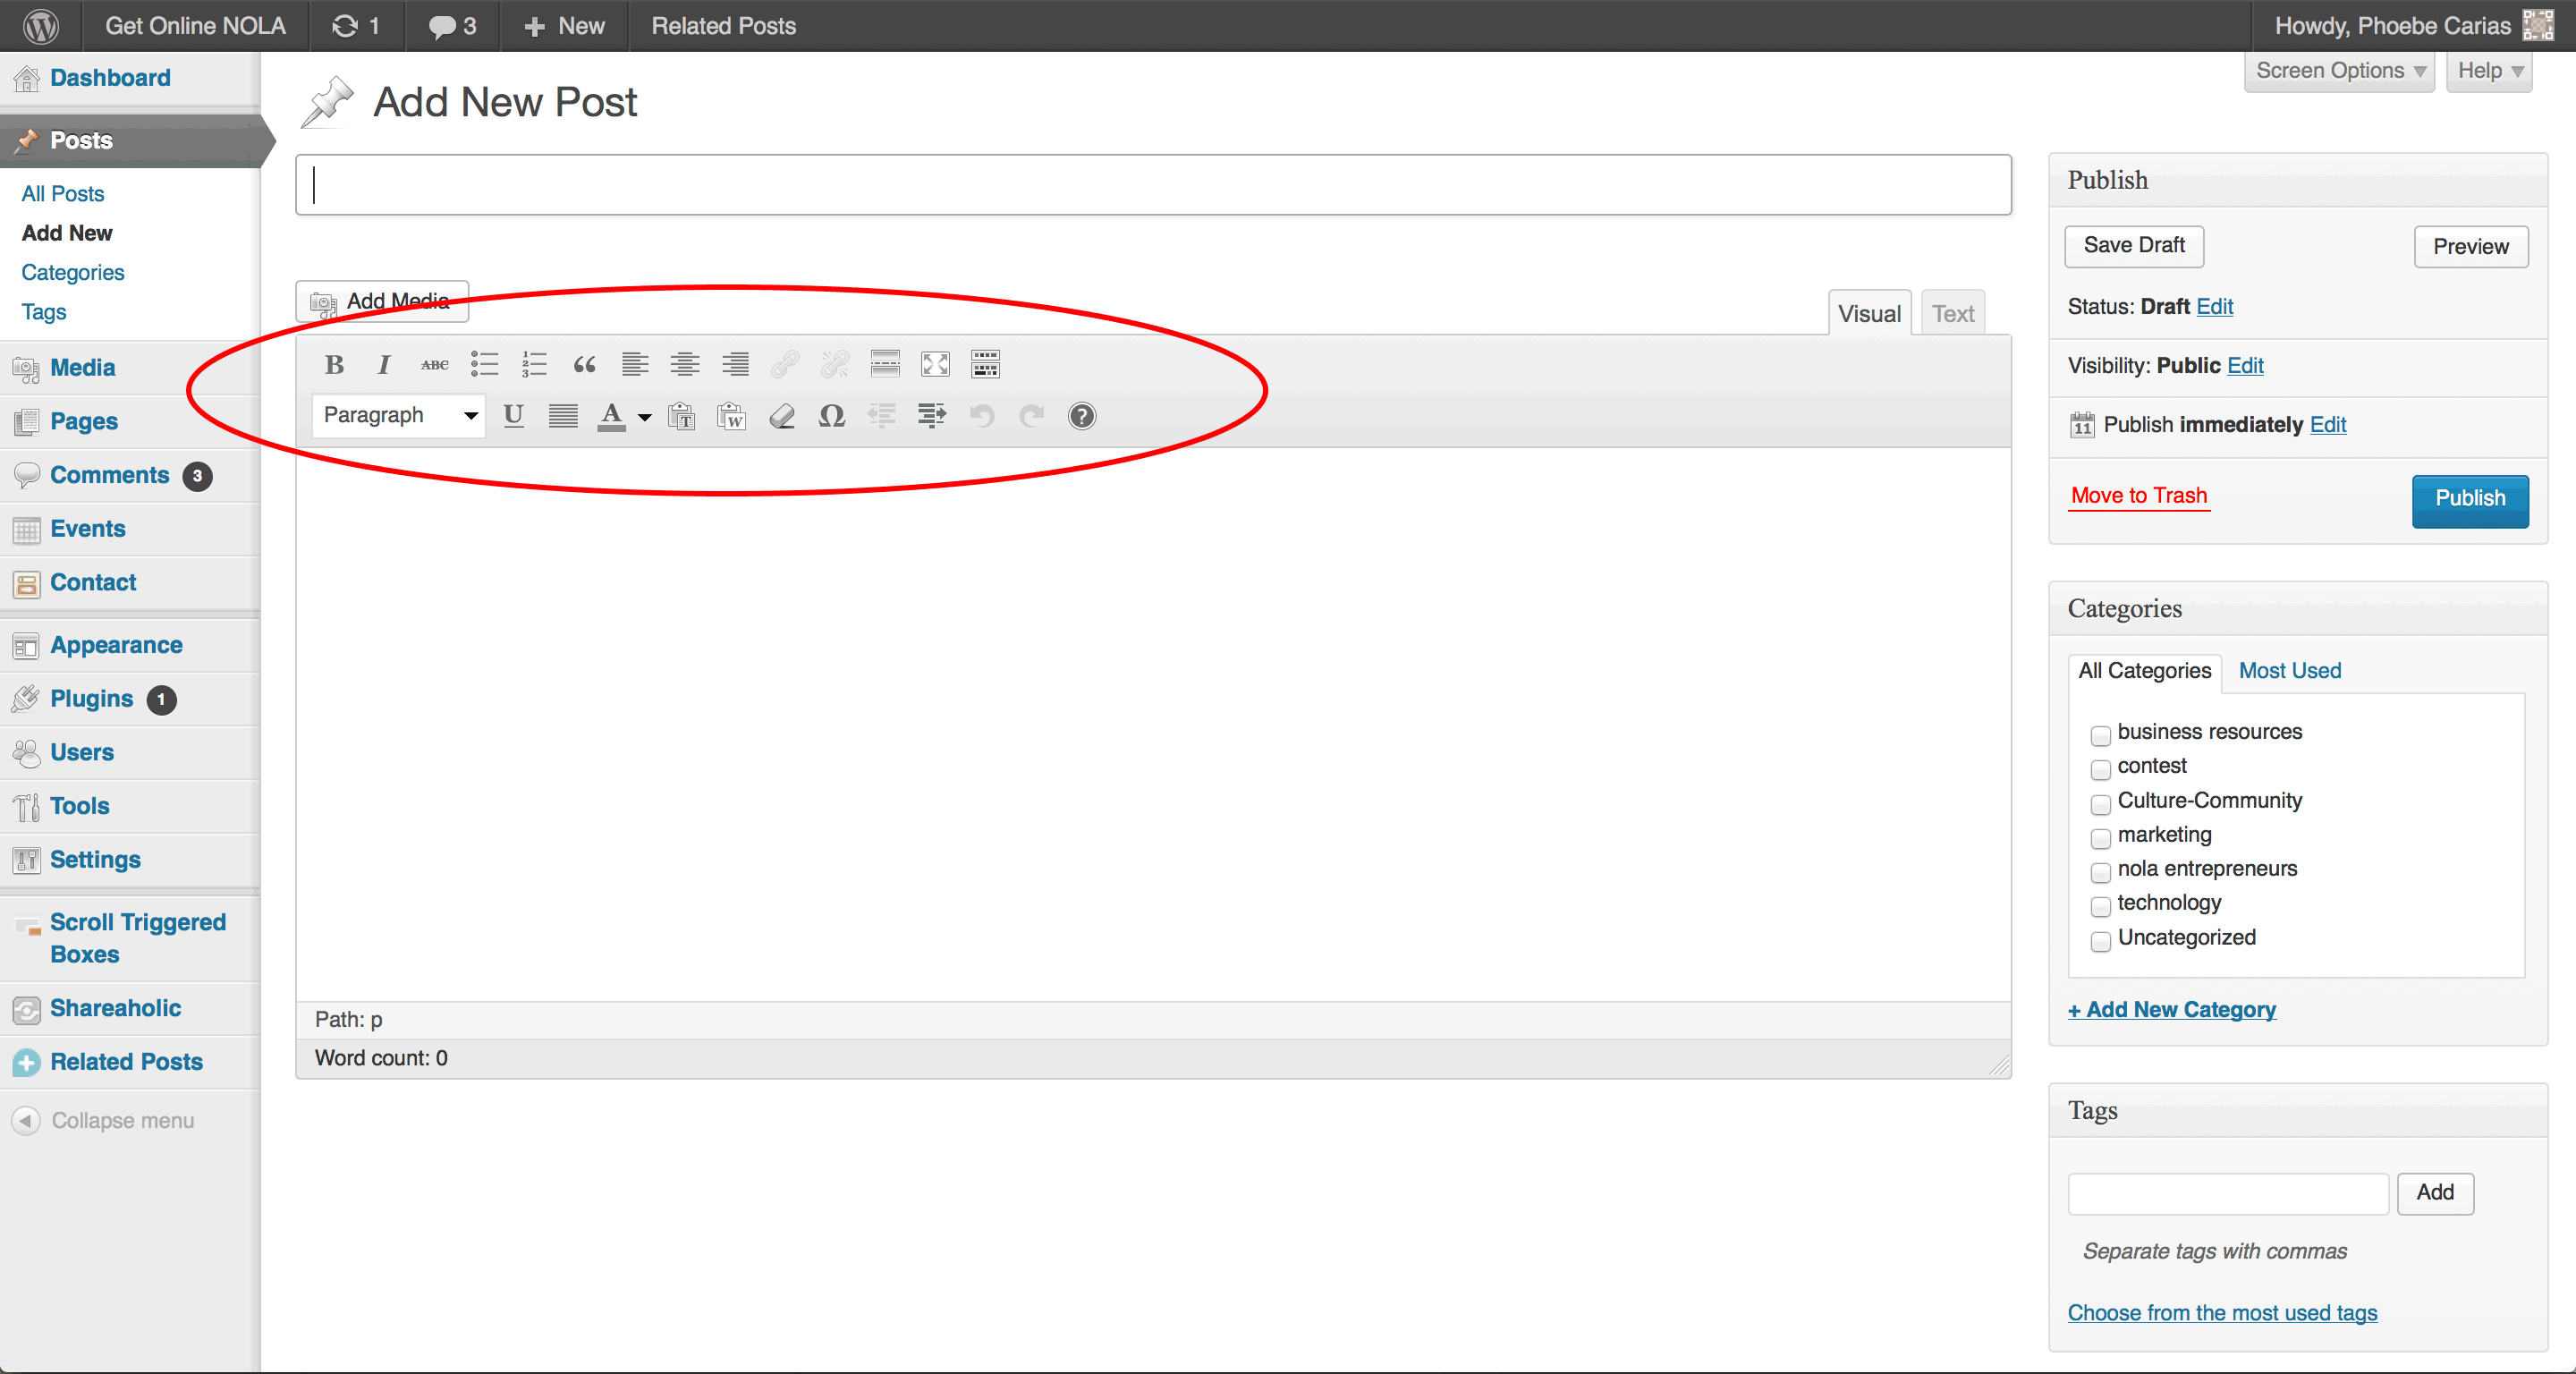 Get Online NOLA 1 3 + New Related Posts Howdy, Phoebe Carias
Screen Options Help
Dashboard
Posts
All Posts
Add New
Categories
Tags
Media
Pages
Comments 3
Events
Contact
Appearance
Plugins 1
Users
Tools
Settings
Scroll Triggered
Boxes
Shareaholic
Related Posts
Collapse menu
Add New Post
Add Media
Visual Text
B I ABC
Paragraph U A T W Ω ?
Path: p
Word count: 0
Publish
Save Draft Preview
Status: Draft Edit
Visibility: Public Edit
11 Publish immediately Edit
Move to Trash Publish
Categories
All Categories Most Used
business resources
contest
Culture-Community
marketing
nola entrepreneurs
technology
Uncategorized
+ Add New Category
Tags
Add
Separate tags with commas
Choose from the most used tags